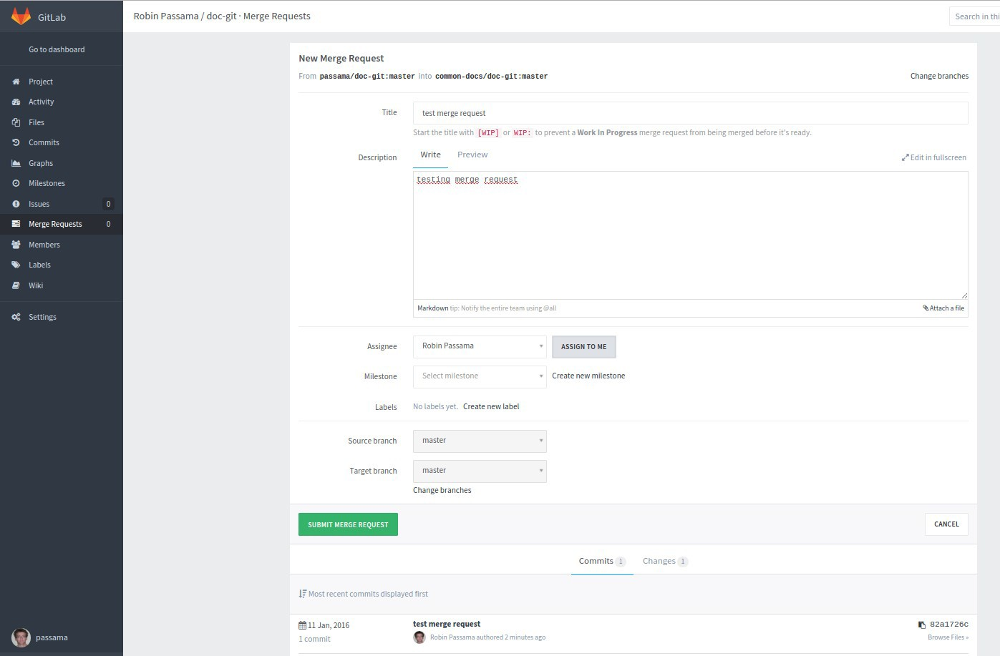 GitLab
Robin Passama / doc-git · Merge Requests
Search in thi
Go to dashboard
Project
Activity
Files
Commits
Graphs
Milestones
Issues 0
Merge Requests 0
Members
Labels
Wiki
Settings
passama
New Merge Request
From passama/doc-git:master into common-docs/doc-git:master
Change branches
Title
test merge request
Start the title with [WIP] or WIP: to prevent a Work In Progress merge request from being merged before it's ready.
Description
Write Preview
Edit in fullscreen
testing merge request
Markdown tip: Notify the entire team using @all
Attach a file
Assignee
Robin Passama
ASSIGN TO ME
Milestone
Select milestone
Create new milestone
Labels
No labels yet. Create new label
Source branch
master
Target branch
master
Change branches
SUBMIT MERGE REQUEST
CANCEL
Commits 1 Changes 1
Most recent commits displayed first
11 Jan, 2016
1 commit
test merge request
Robin Passama authored 2 minutes ago
82a1726c
Browse Files »